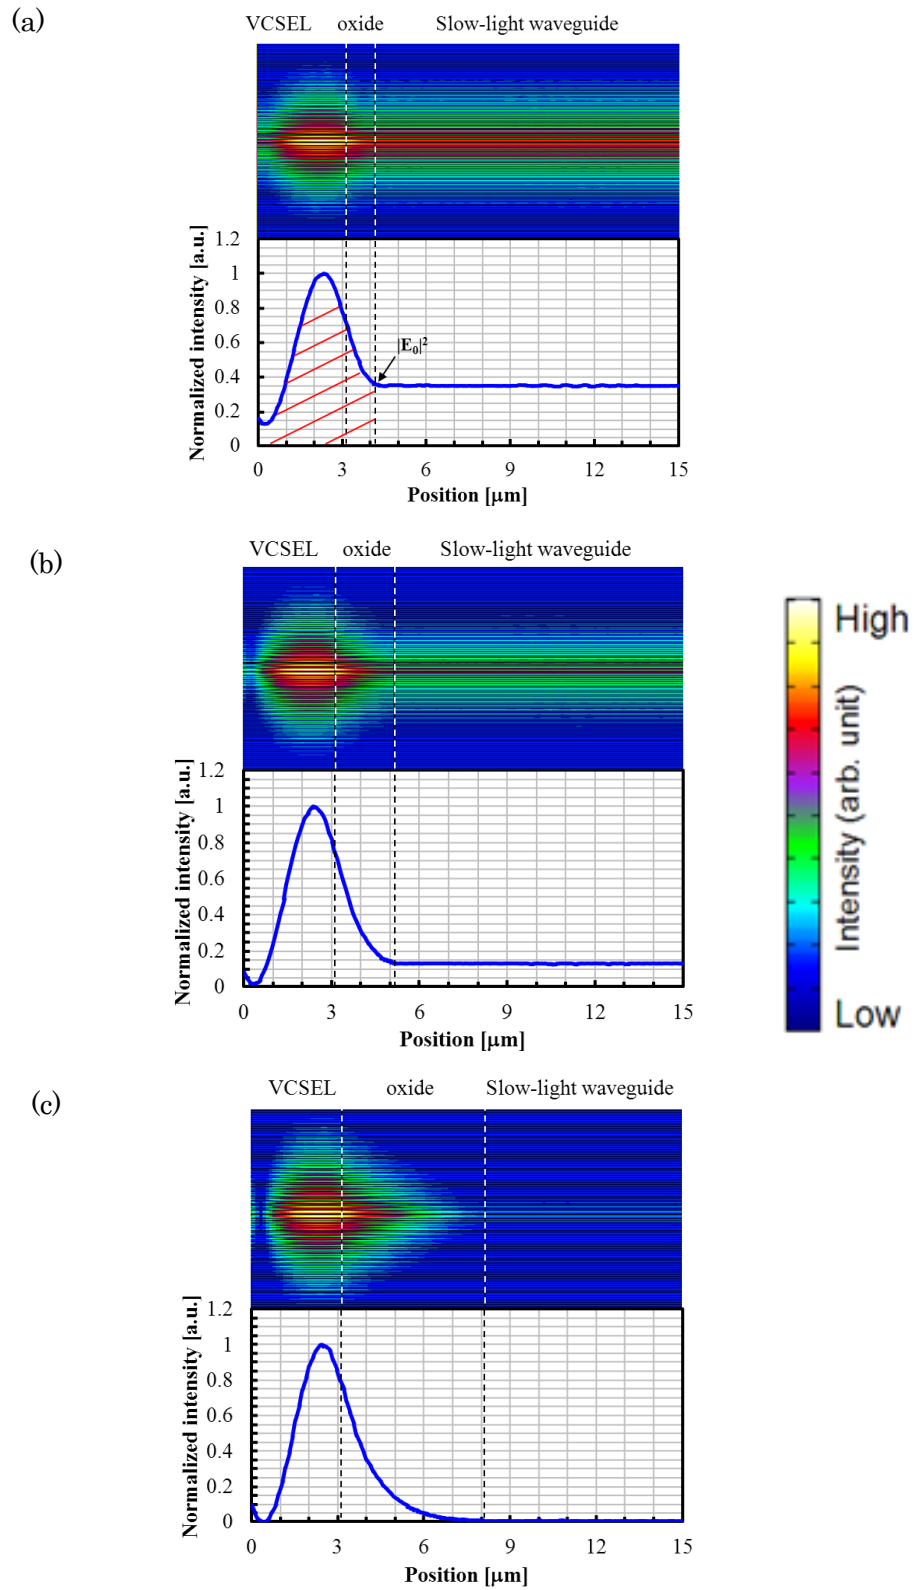 (a)
VCSEL oxide Slow-light waveguide
Normalized intensity [a.u.]
1.2
1
0.8
0.6
0.4
0.2
0
|E₀|²
0 3 6 9 12 15
Position [μm]
(b)
VCSEL oxide Slow-light waveguide
Normalized intensity [a.u.]
1.2
1
0.8
0.6
0.4
0.2
0
0 3 6 9 12 15
Position [μm]
High
Intensity (arb. unit)
Low
(c)
VCSEL oxide Slow-light waveguide
Normalized intensity [a.u.]
1.2
1
0.8
0.6
0.4
0.2
0
0 3 6 9 12 15
Position [μm]